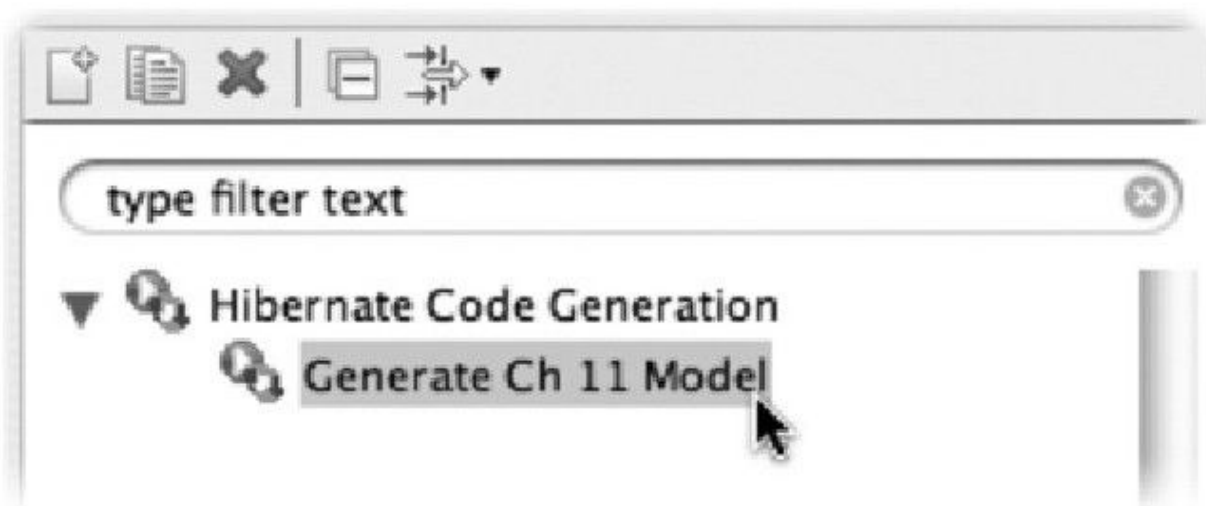 type filter text
Hibernate Code Generation
Generate Ch 11 Model